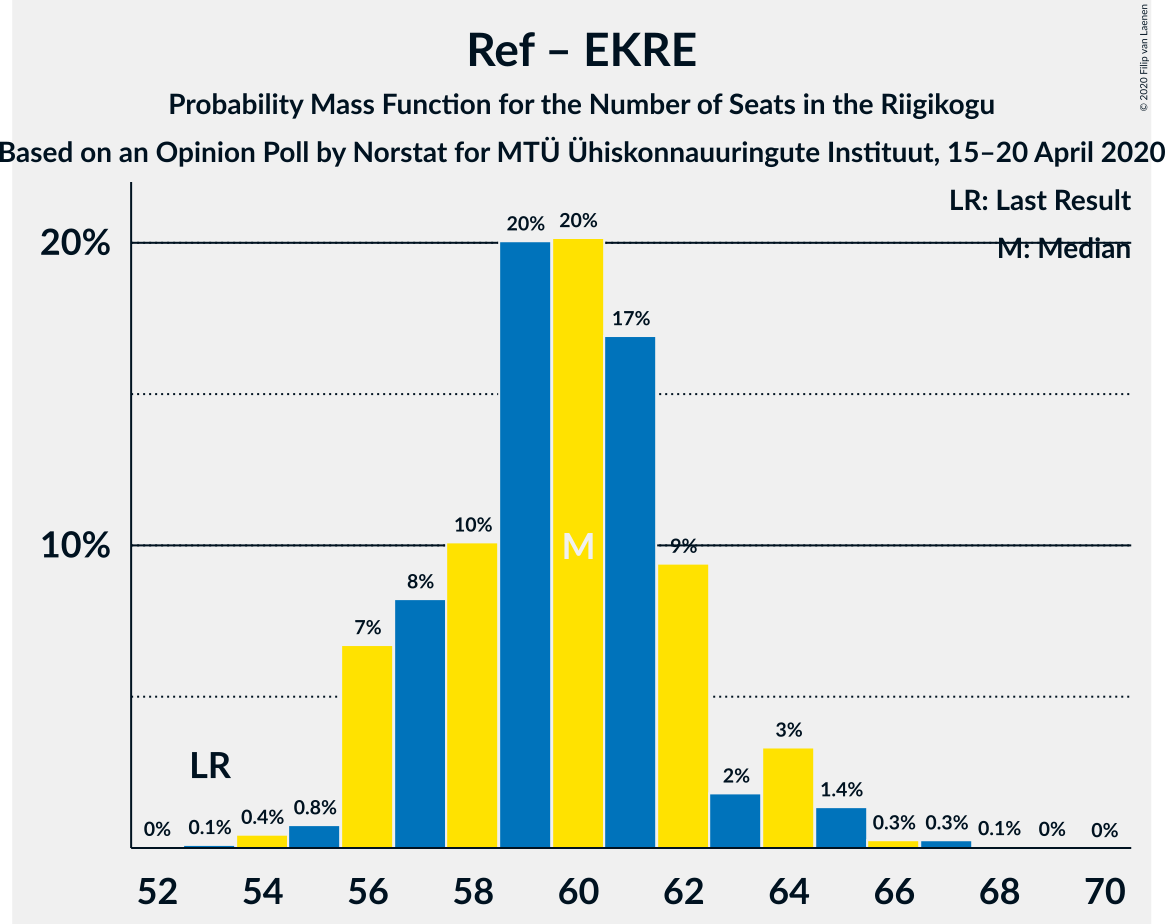 Ref – EKRE
Probability Mass Function for the Number of Seats in the Riigikogu
Based on an Opinion Poll by Norstat for MTÜ Ühiskonnauuringute Instituut, 15–20 April 2020
© 2020 Filip van Laenen
LR: Last Result
M: Median
20%
10%
0%
0.1%
0.4%
0.8%
7%
8%
10%
20%
20%
17%
9%
2%
3%
1.4%
0.3%
0.3%
0.1%
0%
0%
LR
M
52 54 56 58 60 62 64 66 68 70